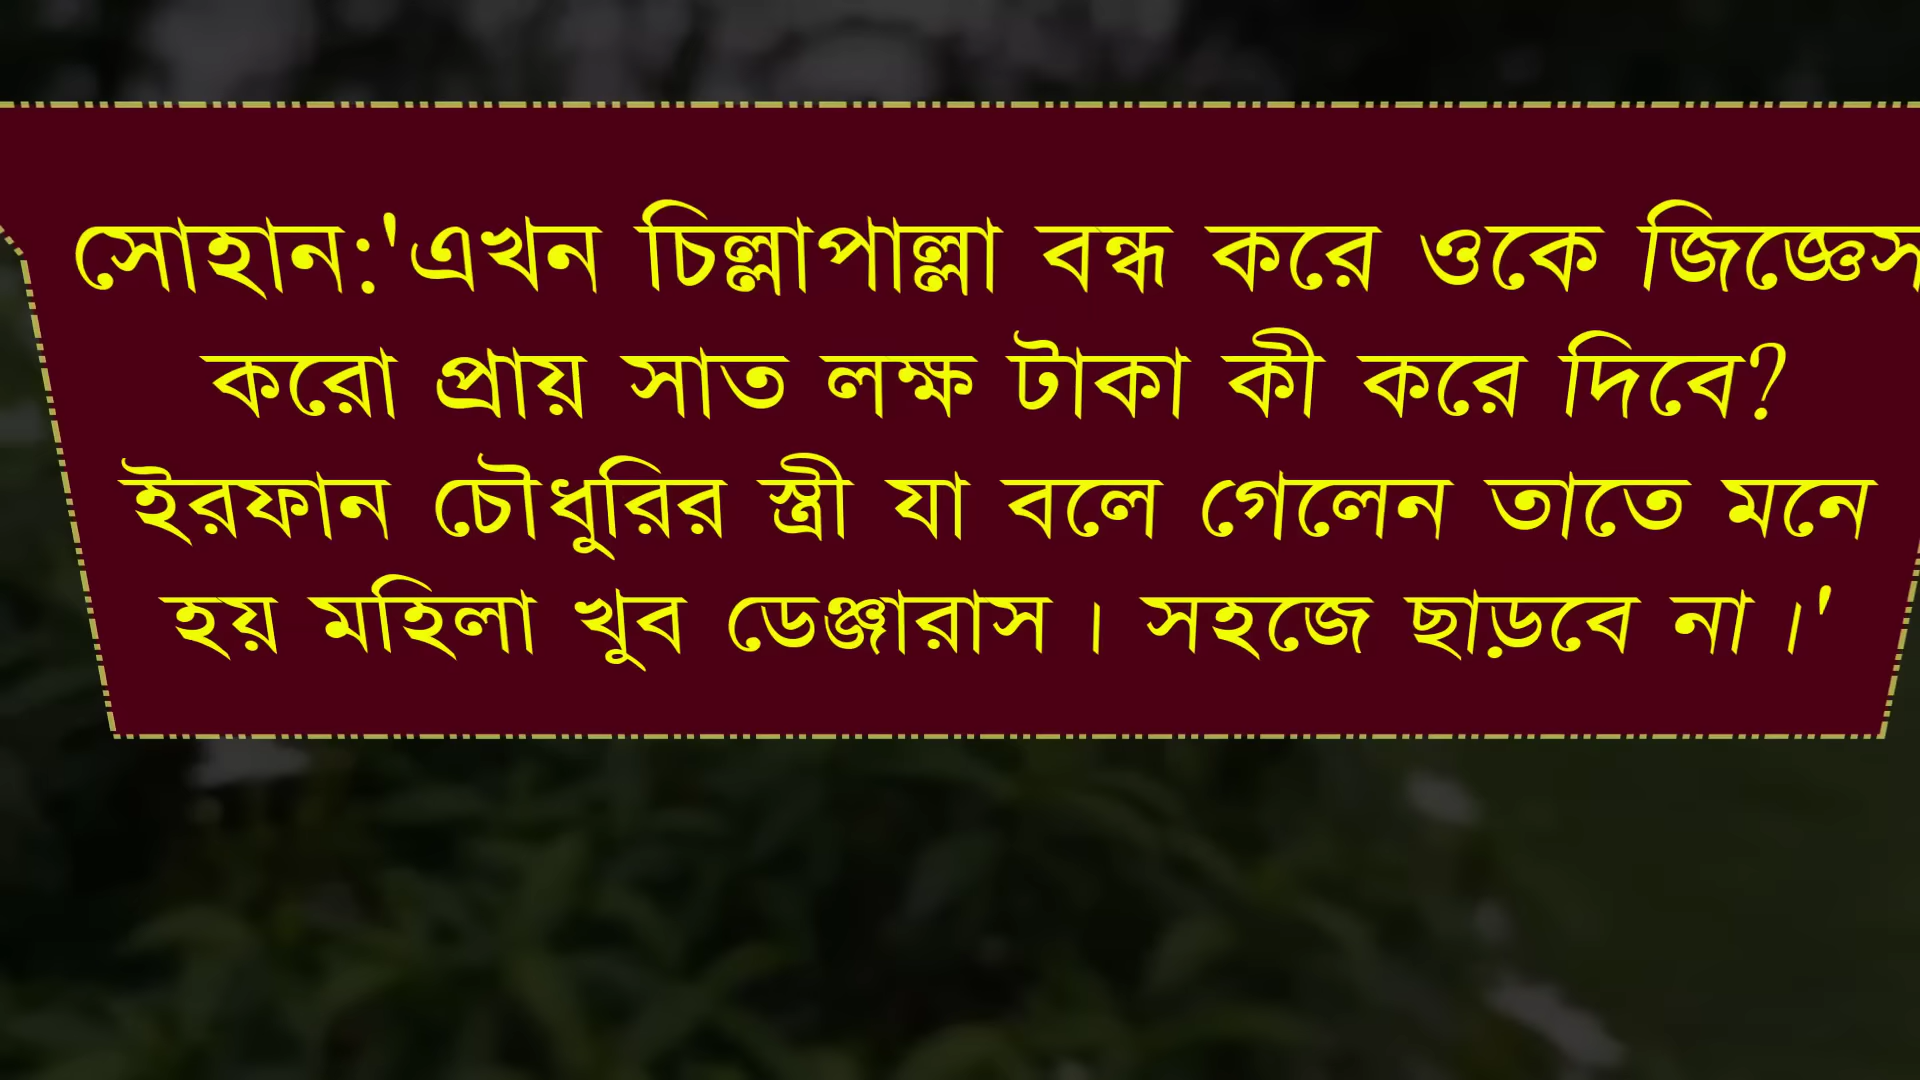 সোহান:'এখন চিল্লাপাল্লা বন্ধ করে ওকে জিজ্ঞেস
করো প্রায় সাত লক্ষ টাকা কী করে দিবে?
ইরফান চৌধুরির স্ত্রী যা বলে গেলেন তাতে মনে
হয় মহিলা খুব ডেঞ্জারাস। সহজে ছাড়বে না।'